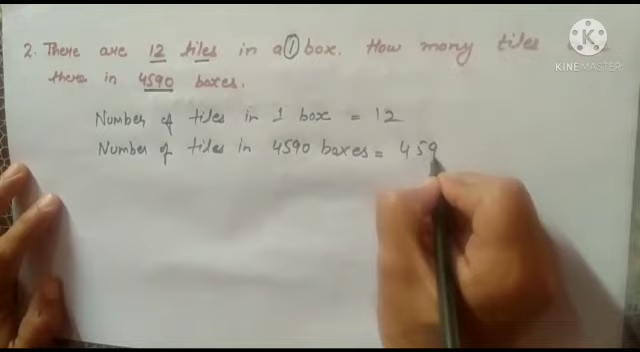 2. There are 12 tiles in a 1 box. How many tiles
there in 4590 boxes.
Number of tiles in 1 box = 12
Number of tiles in 4590 boxes = 459
KINEMASTER